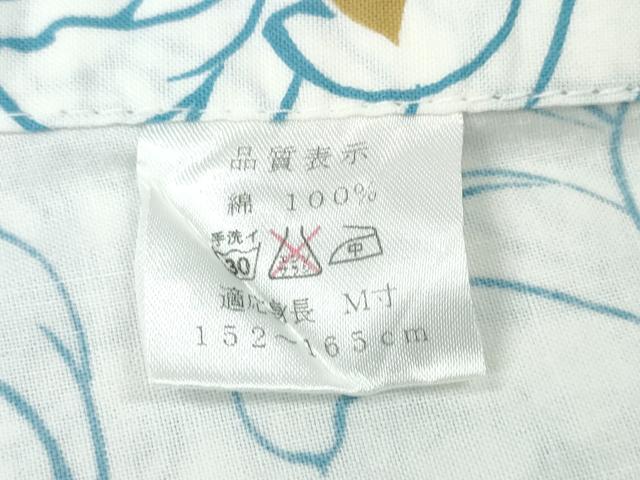 品質表示
綿 100%
手洗イ
30 中
適応身長 M寸
152~165cm